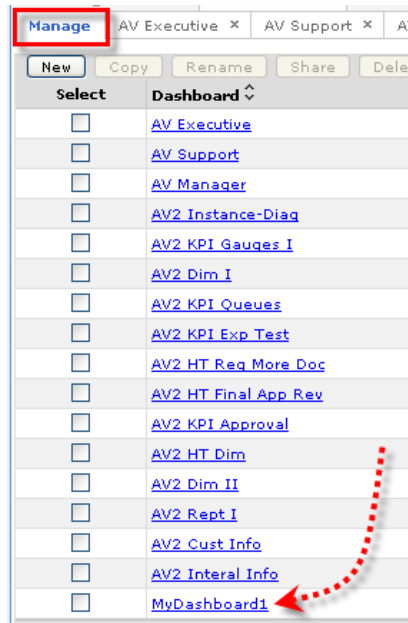 Manage AV Executive × AV Support × A
New Copy Rename Share Dele
Select Dashboard
AV Executive
AV Support
AV Manager
AV2 Instance-Diag
AV2 KPI Gauges I
AV2 Dim I
AV2 KPI Queues
AV2 KPI Exp Test
AV2 HT Req More Doc
AV2 HT Final App Rev
AV2 KPI Approval
AV2 HT Dim
AV2 Dim II
AV2 Rept I
AV2 Cust Info
AV2 Interal Info
MyDashboard1